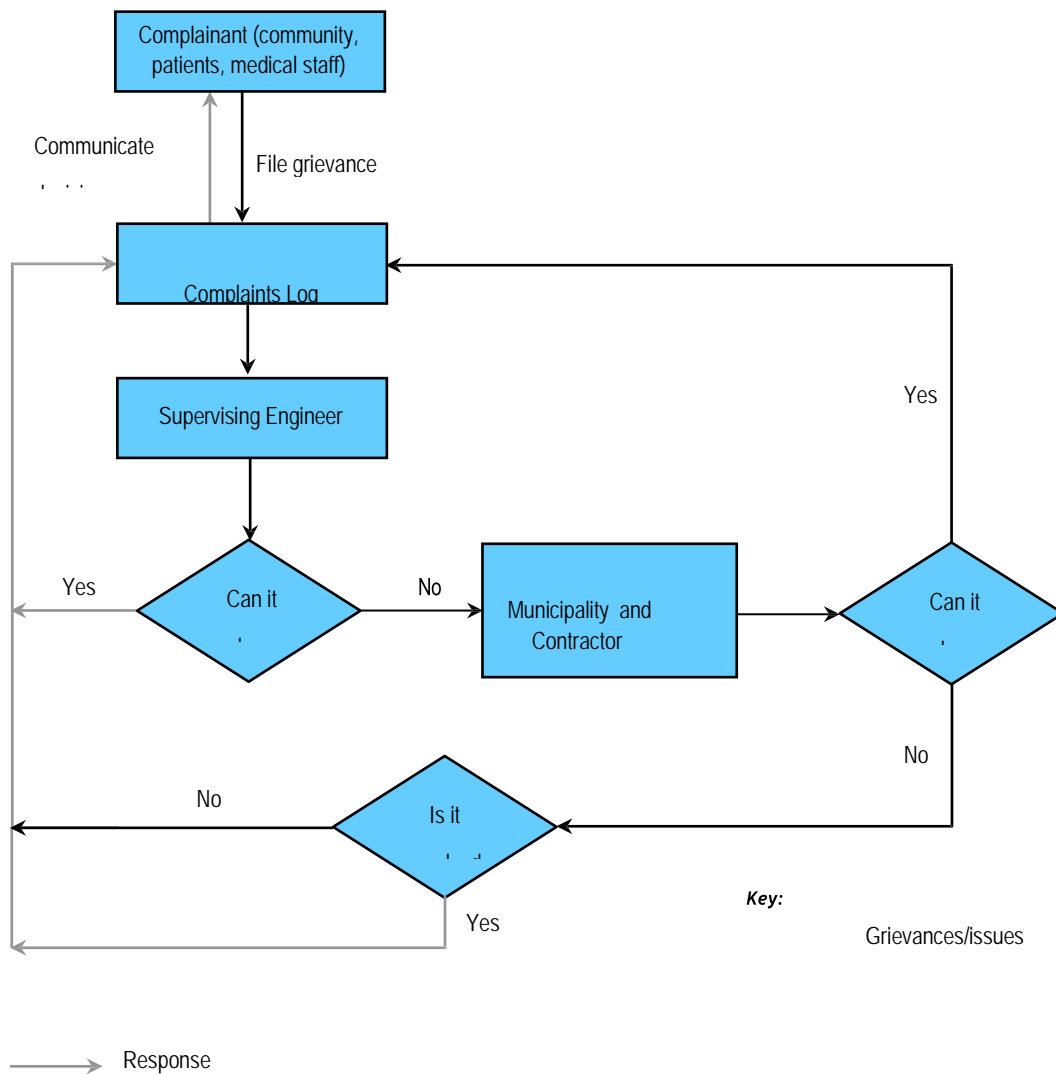 Complainant (community,
patients, medical staff)
Communicate
File grievance
Complaints Log
Supervising Engineer
Yes
Yes
Can it
No
Municipality and
Contractor
Can it
No
No
Is it
Yes
Key:
Grievances/issues
Response